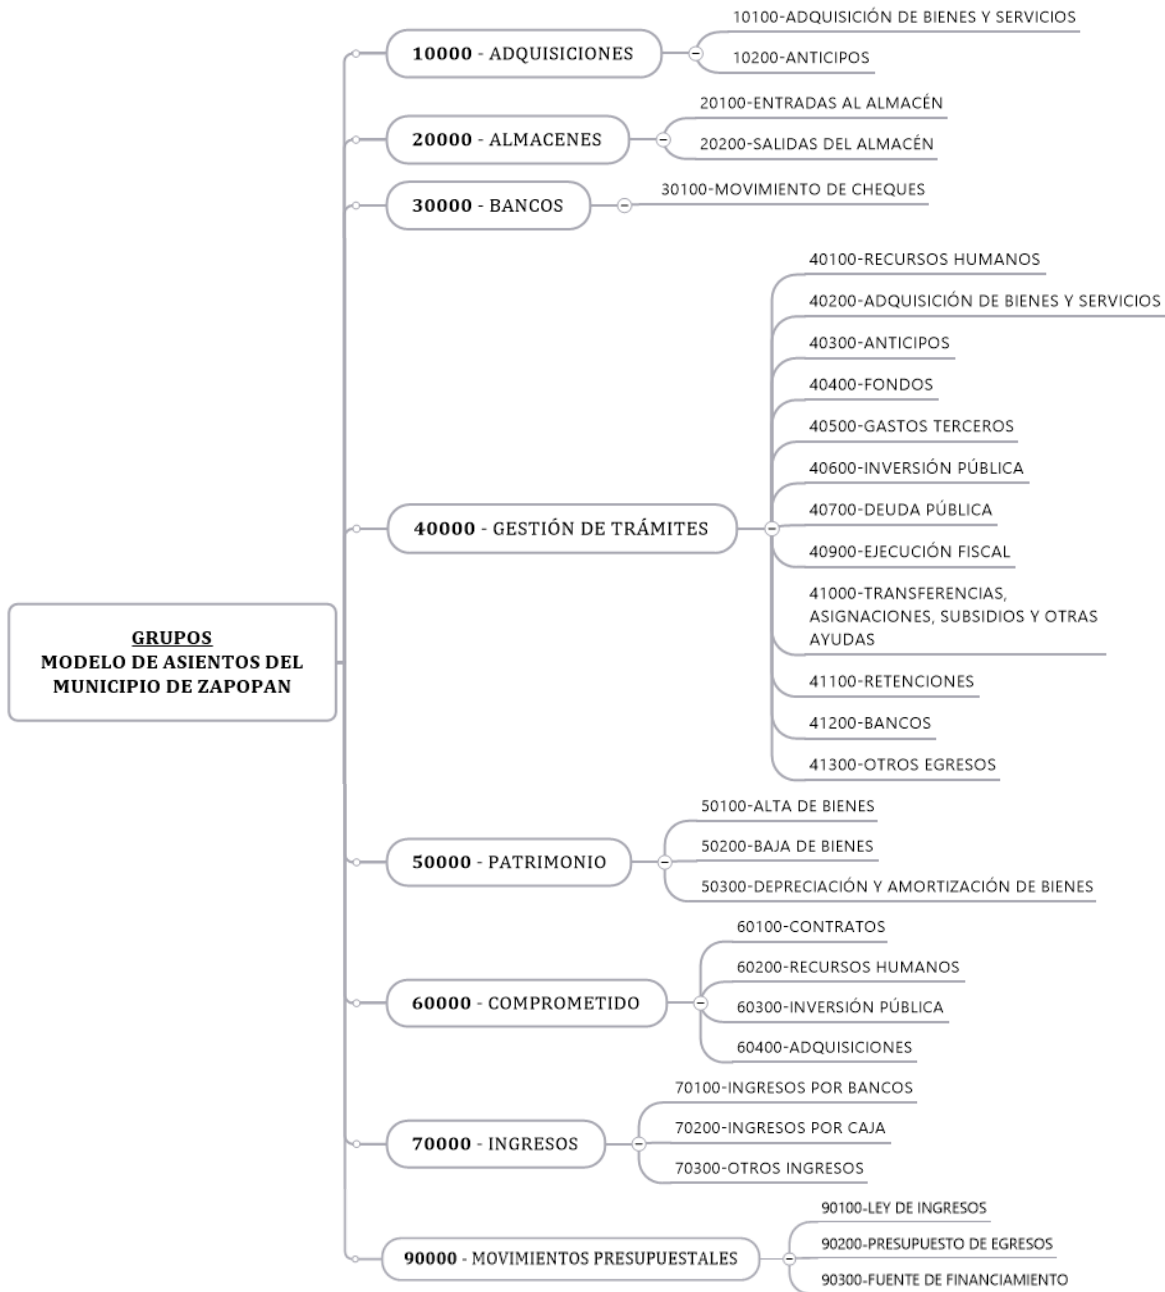 GRUPOS
MODELO DE ASIENTOS DEL
MUNICIPIO DE ZAPOPAN
10000 - ADQUISICIONES
10100-ADQUISICIÓN DE BIENES Y SERVICIOS
10200-ANTICIPOS
20000 - ALMACENES
20100-ENTRADAS AL ALMACÉN
20200-SALIDAS DEL ALMACÉN
30000 - BANCOS
30100-MOVIMIENTO DE CHEQUES
40000 - GESTIÓN DE TRÁMITES
40100-RECURSOS HUMANOS
40200-ADQUISICIÓN DE BIENES Y SERVICIOS
40300-ANTICIPOS
40400-FONDOS
40500-GASTOS TERCEROS
40600-INVERSIÓN PÚBLICA
40700-DEUDA PÚBLICA
40900-EJECUCIÓN FISCAL
41000-TRANSFERENCIAS,
ASIGNACIONES, SUBSIDIOS Y OTRAS
AYUDAS
41100-RETENCIONES
41200-BANCOS
41300-OTROS EGRESOS
50000 - PATRIMONIO
50100-ALTA DE BIENES
50200-BAJA DE BIENES
50300-DEPRECIACIÓN Y AMORTIZACIÓN DE BIENES
60000 - COMPROMETIDO
60100-CONTRATOS
60200-RECURSOS HUMANOS
60300-INVERSIÓN PÚBLICA
60400-ADQUISICIONES
70000 - INGRESOS
70100-INGRESOS POR BANCOS
70200-INGRESOS POR CAJA
70300-OTROS INGRESOS
90000 - MOVIMIENTOS PRESUPUESTALES
90100-LEY DE INGRESOS
90200-PRESUPUESTO DE EGRESOS
90300-FUENTE DE FINANCIAMIENTO